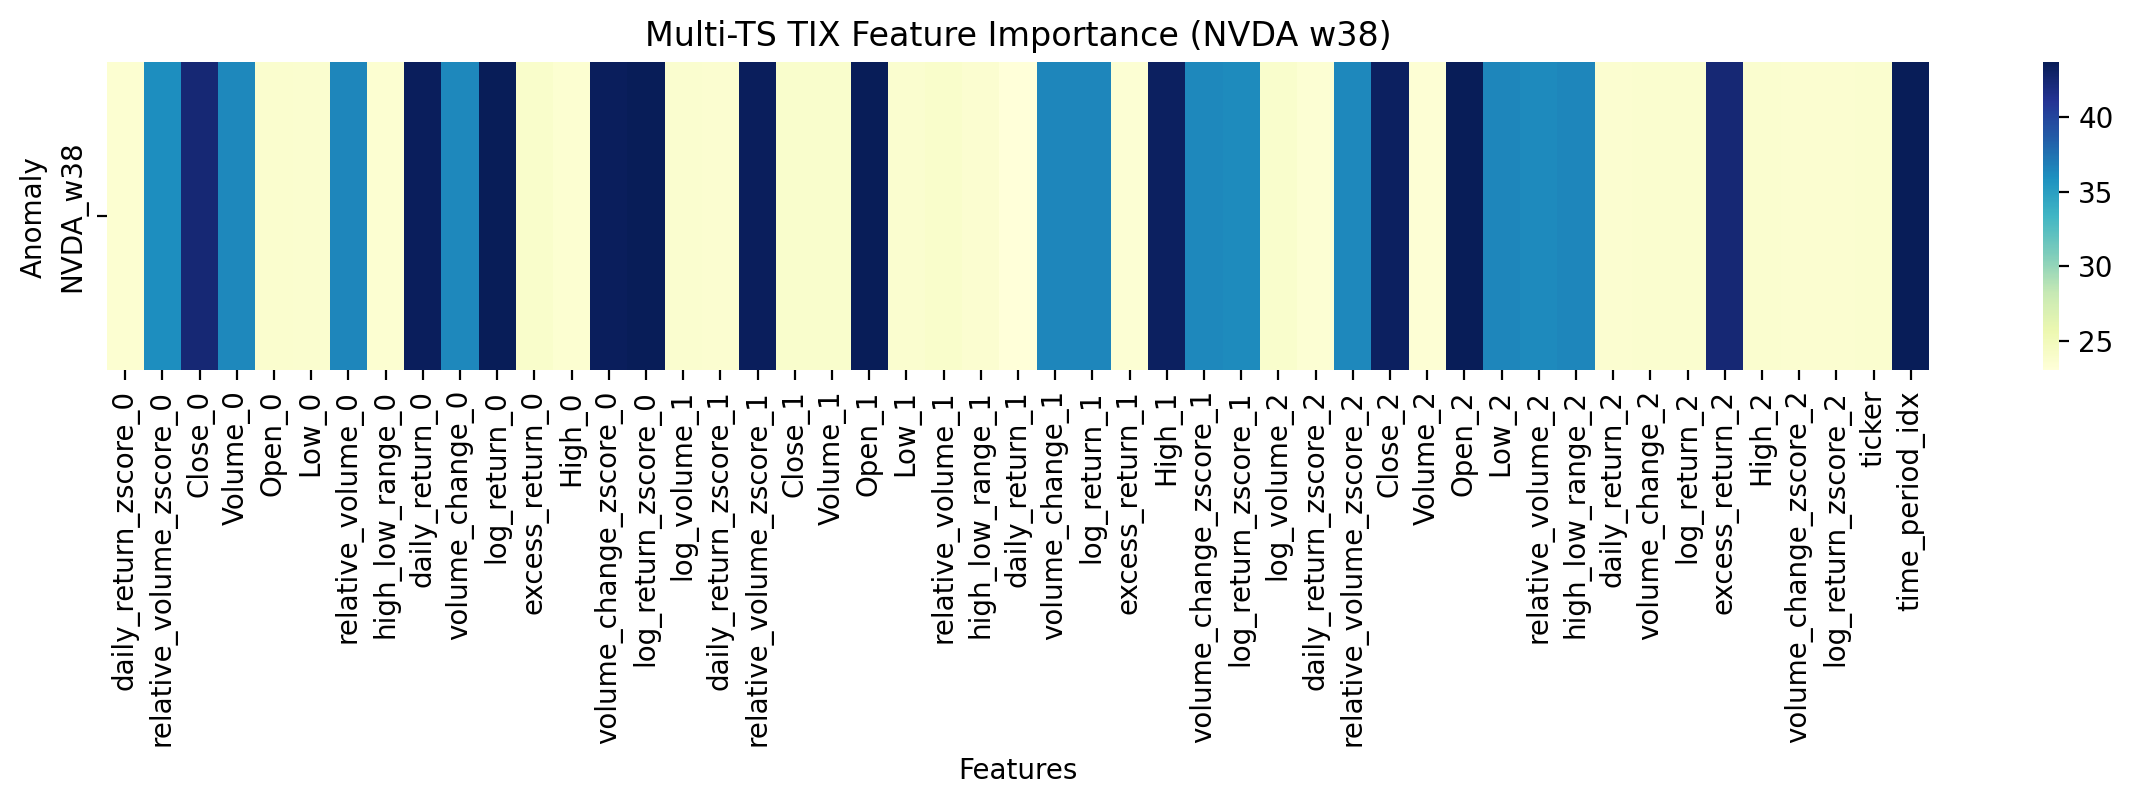 Multi-TS TIX Feature Importance (NVDA w38)
Anomaly
NVDA_w38
40
35
30
25
daily_return_zscore_0
relative_volume_zscore_0
Close_0
Volume_0
Open_0
Low_0
relative_volume_0
high_low_range_0
daily_return_0
volume_change_0
log_return_0
excess_return_0
High_0
volume_change_zscore_0
log_return_zscore_0
log_volume_1
daily_return_zscore_1
relative_volume_zscore_1
Close_1
Volume_1
Open_1
Low_1
relative_volume_1
high_low_range_1
daily_return_1
volume_change_1
log_return_1
excess_return_1
High_1
volume_change_zscore_1
log_return_zscore_1
log_volume_2
daily_return_zscore_2
relative_volume_zscore_2
Close_2
Volume_2
Open_2
Low_2
relative_volume_2
high_low_range_2
daily_return_2
volume_change_2
log_return_2
excess_return_2
High_2
volume_change_zscore_2
log_return_zscore_2
ticker
time_period_idx
Features